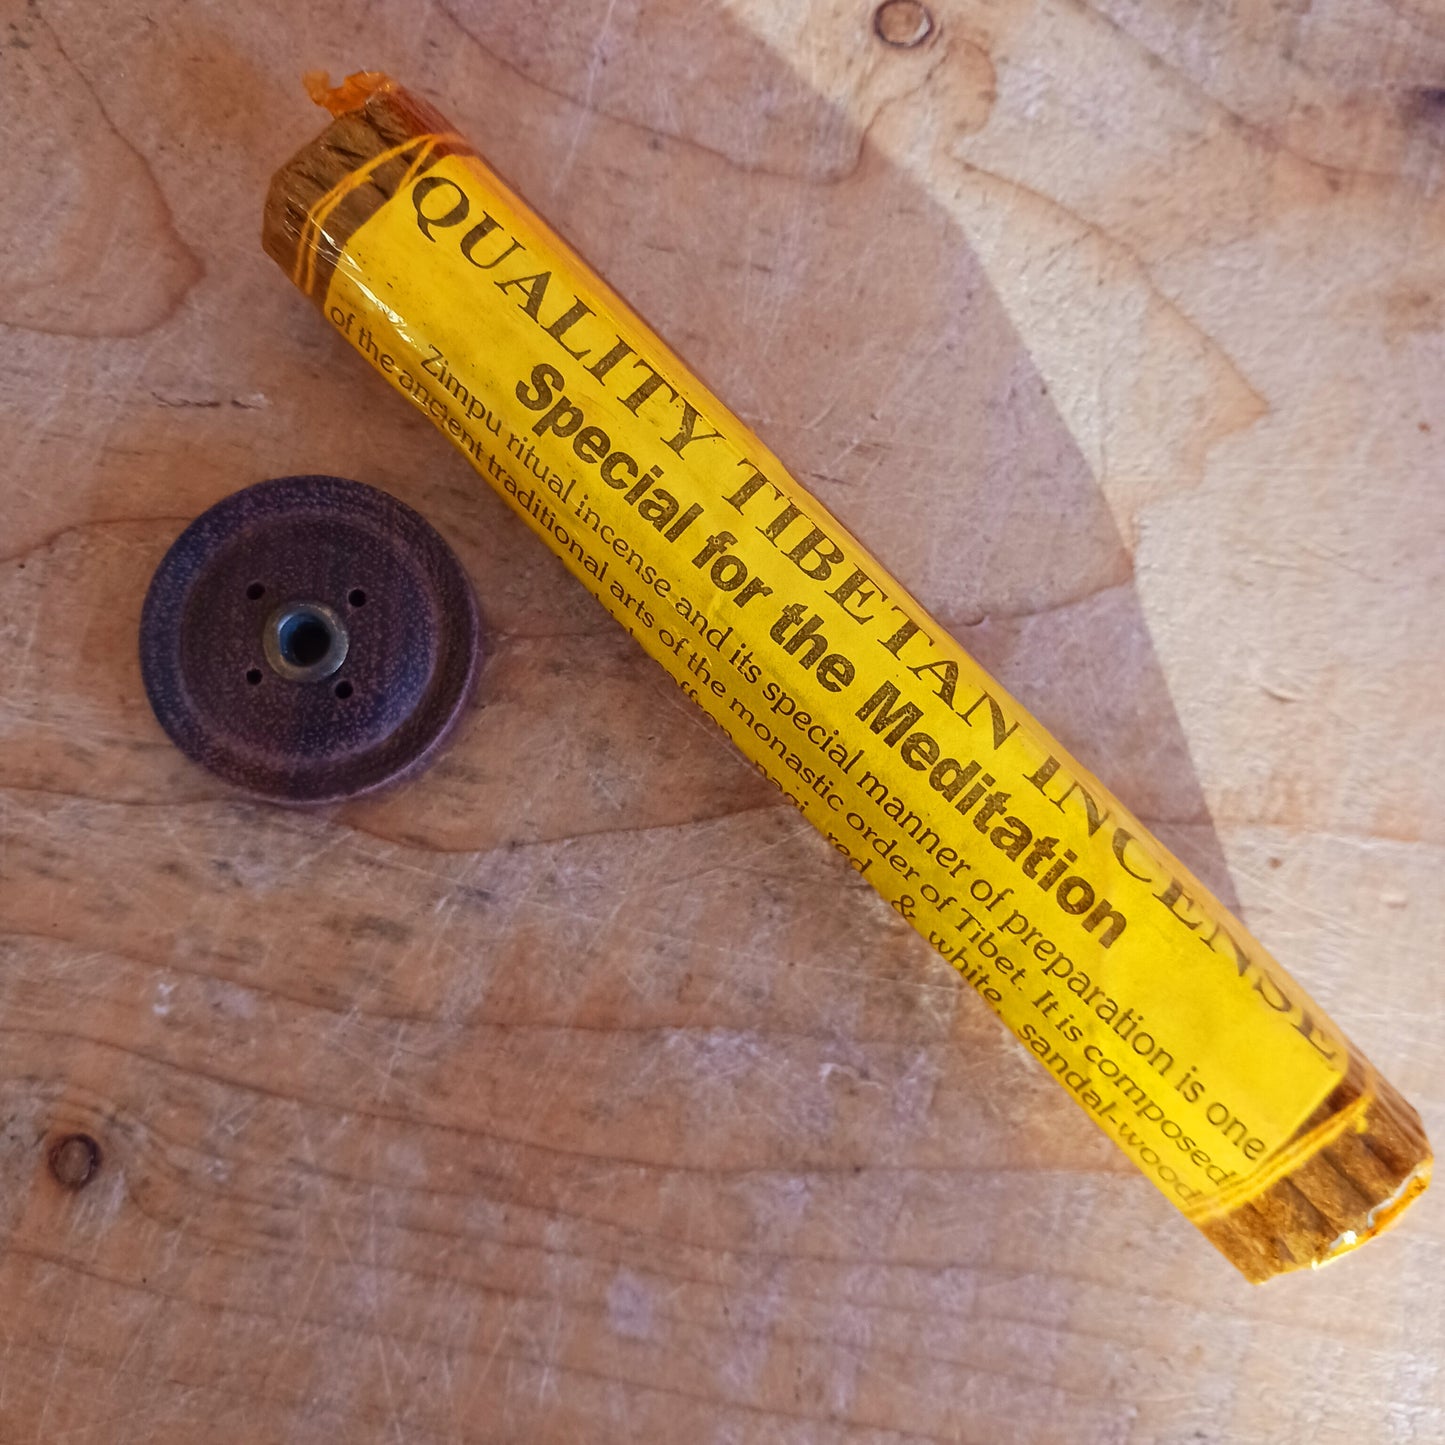 QUALITY TIBETAN INCENSE
Special for the Meditation
Zimpu ritual incense and its special manner of preparation is one
of the ancient traditional arts of the monastic order of Tibet. It is composed
red & white, sandal-wood